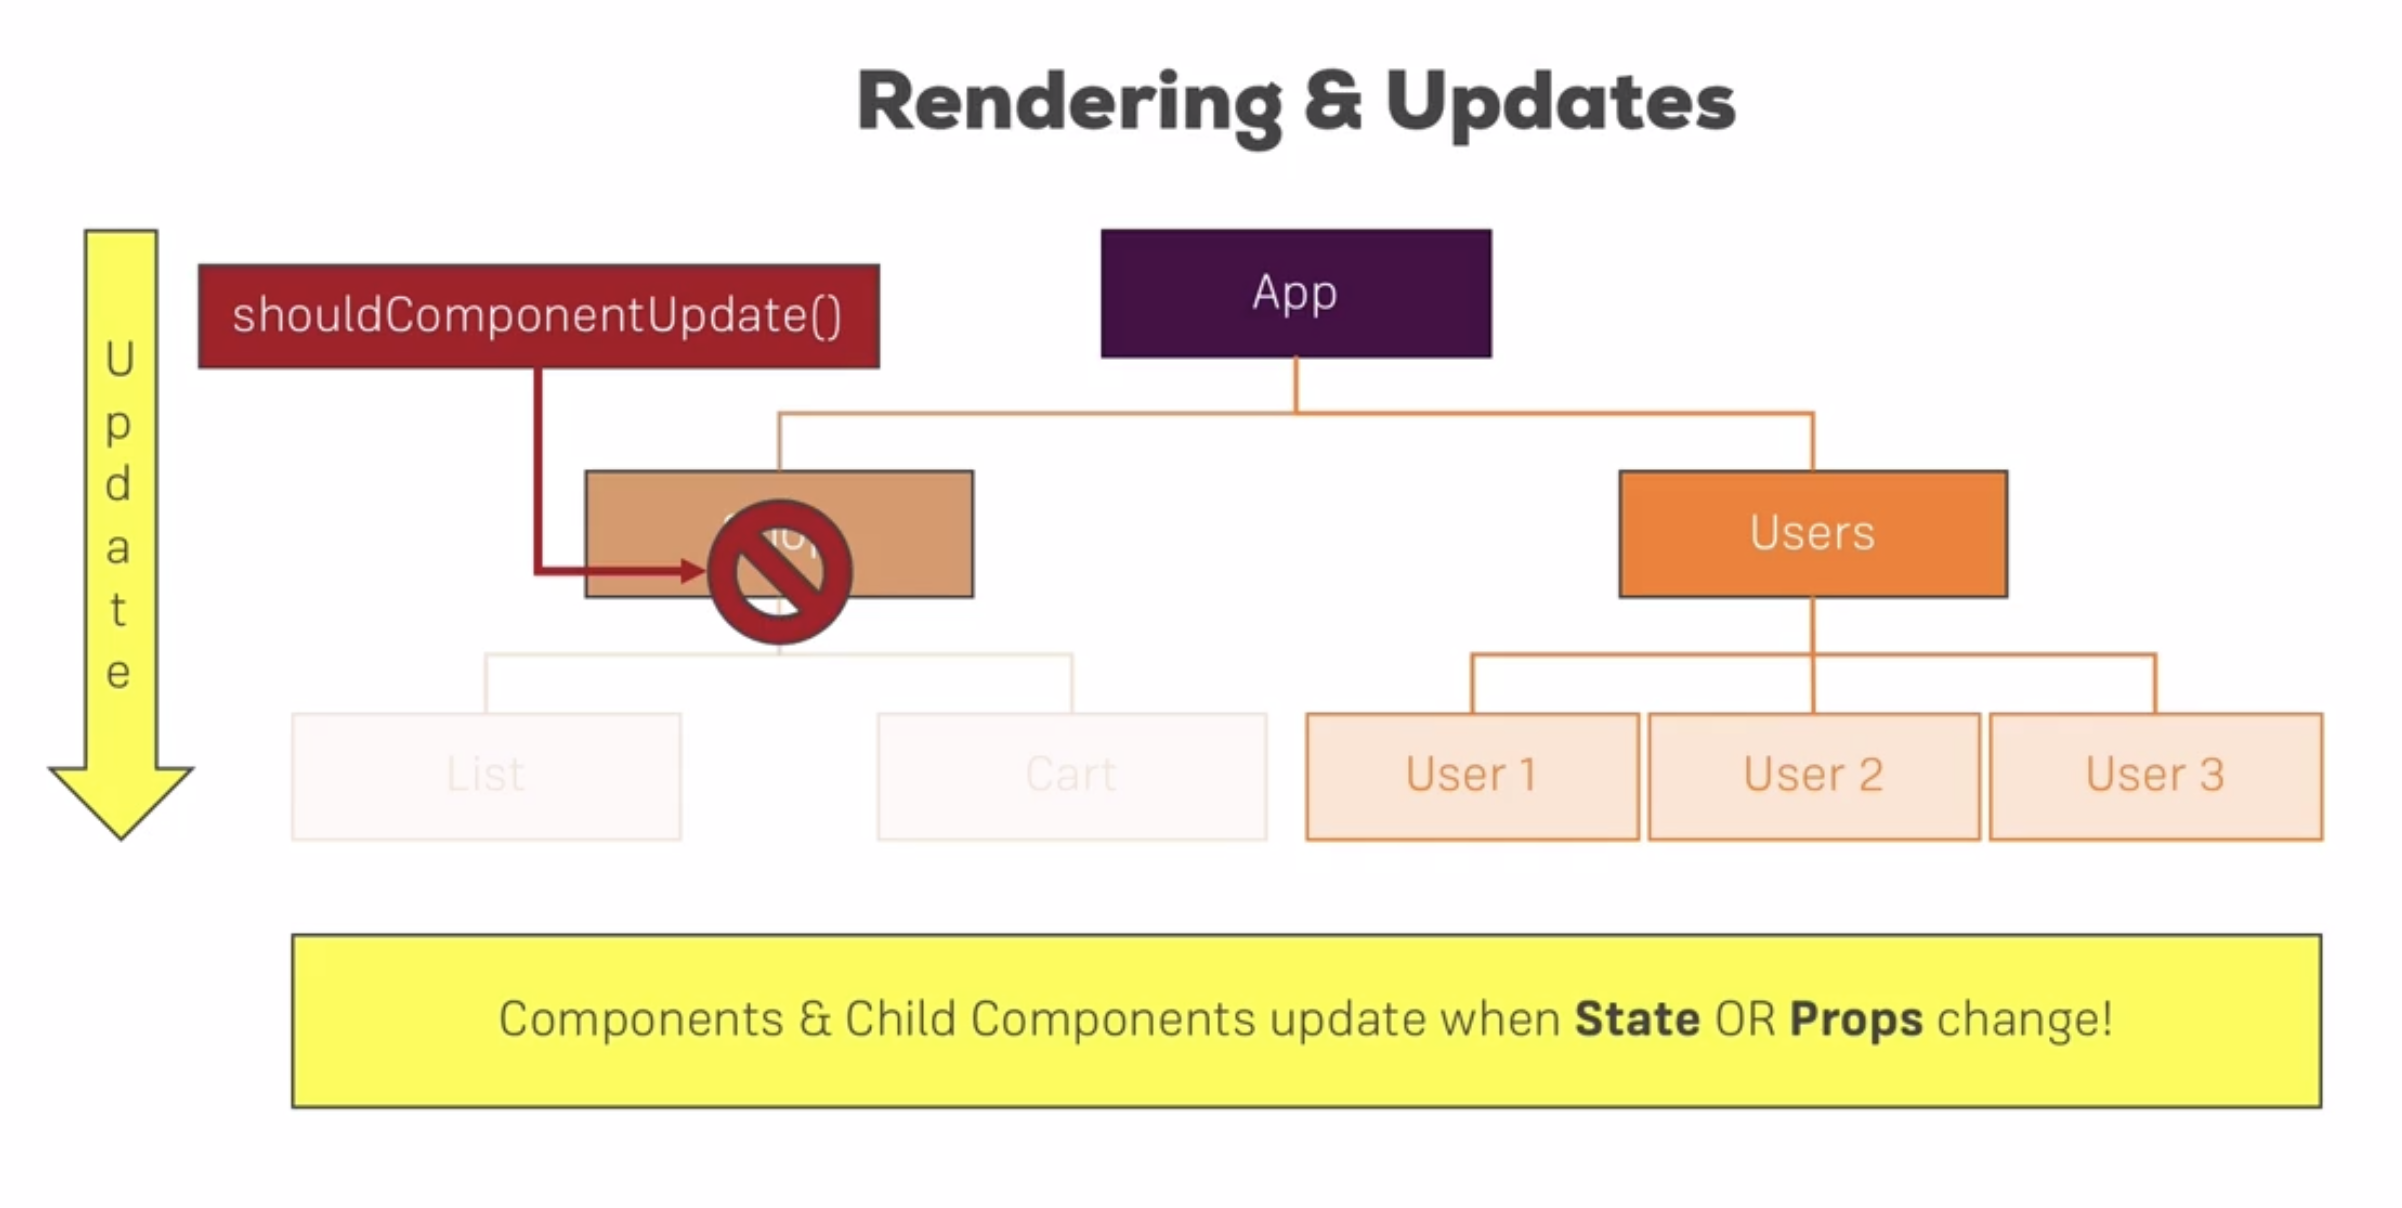 Rendering & Updates
Update
shouldComponentUpdate()
App
Users
List
Cart
User 1
User 2
User 3
Components & Child Components update when State OR Props change!